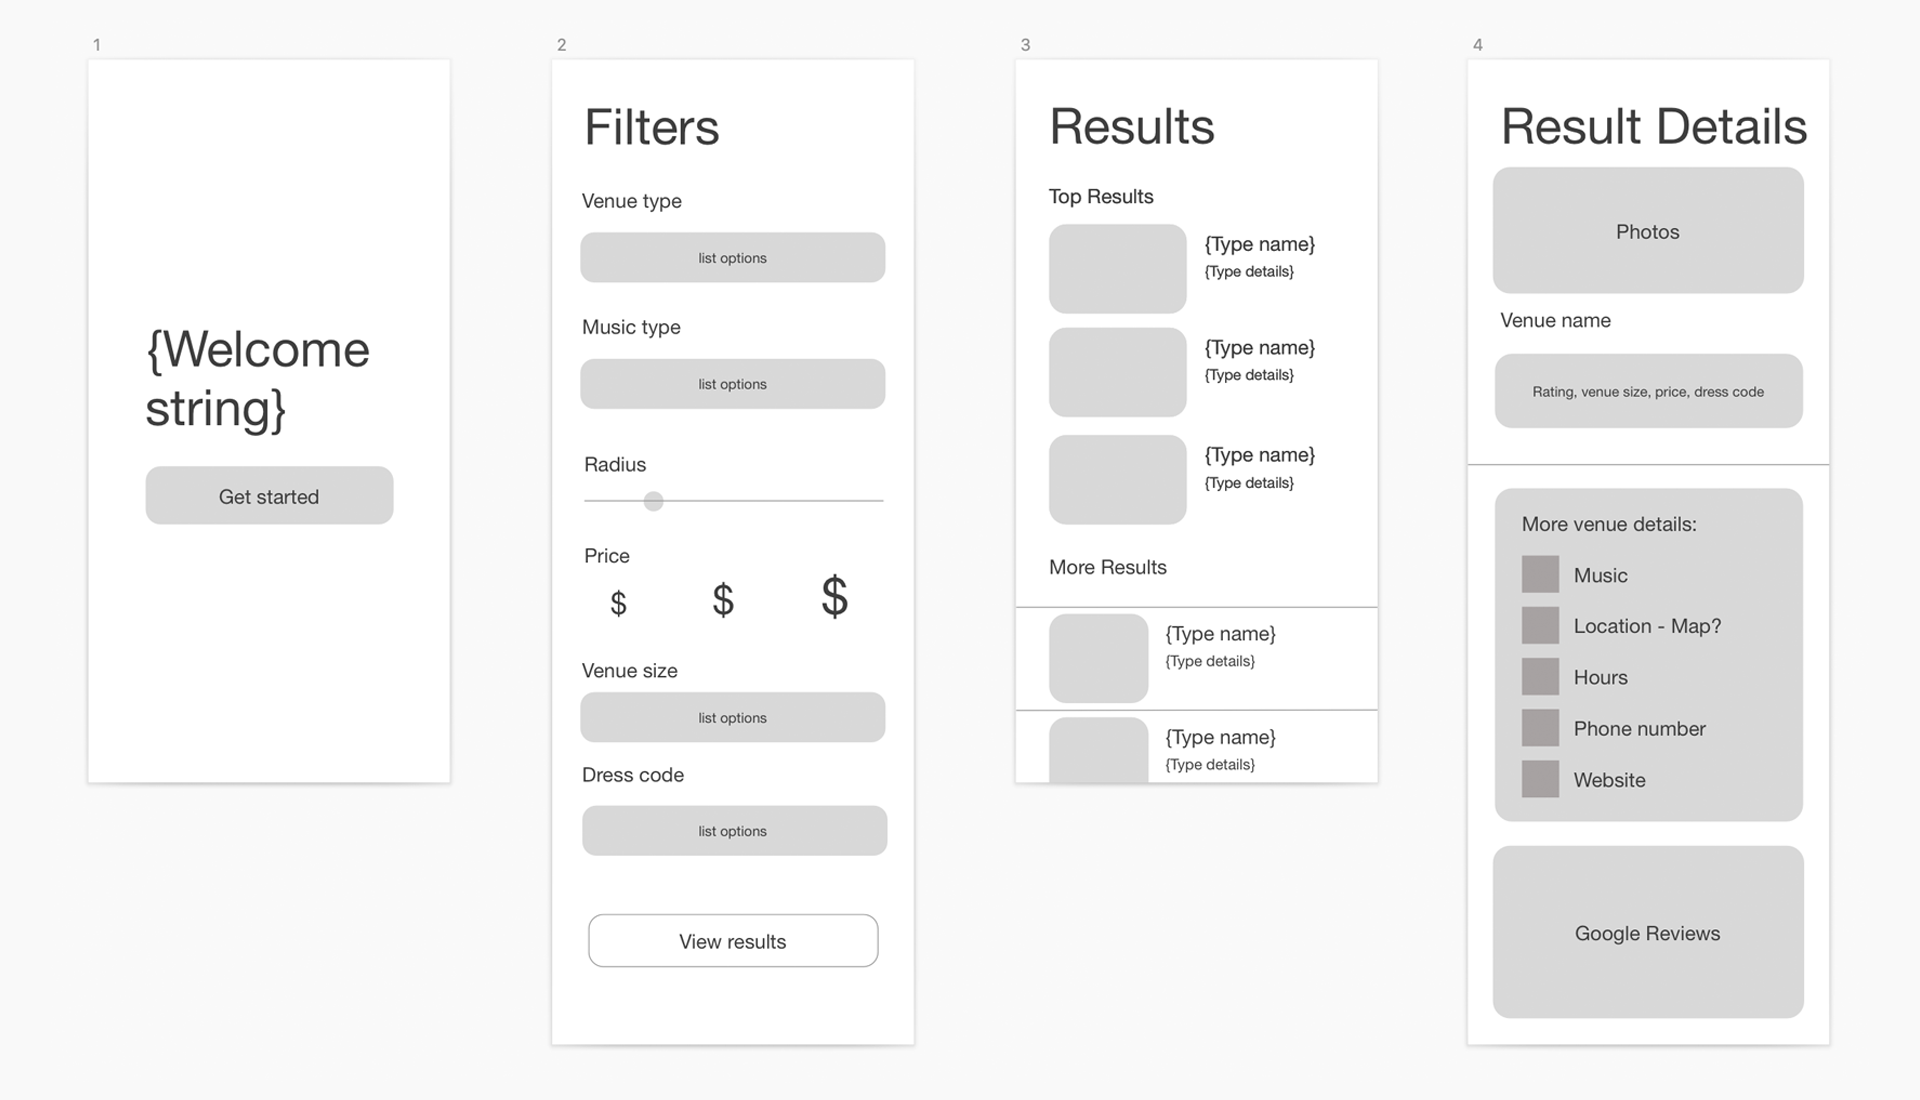 1
{Welcome
string}
Get started
2
Filters
Venue type
list options
Music type
list options
Radius
Price
$ $ $
Venue size
list options
Dress code
list options
View results
3
Results
Top Results
{Type name}
{Type details}
{Type name}
{Type details}
{Type name}
{Type details}
More Results
{Type name}
{Type details}
{Type name}
{Type details}
4
Result Details
Photos
Venue name
Rating, venue size, price, dress code
More venue details:
Music
Location - Map?
Hours
Phone number
Website
Google Reviews